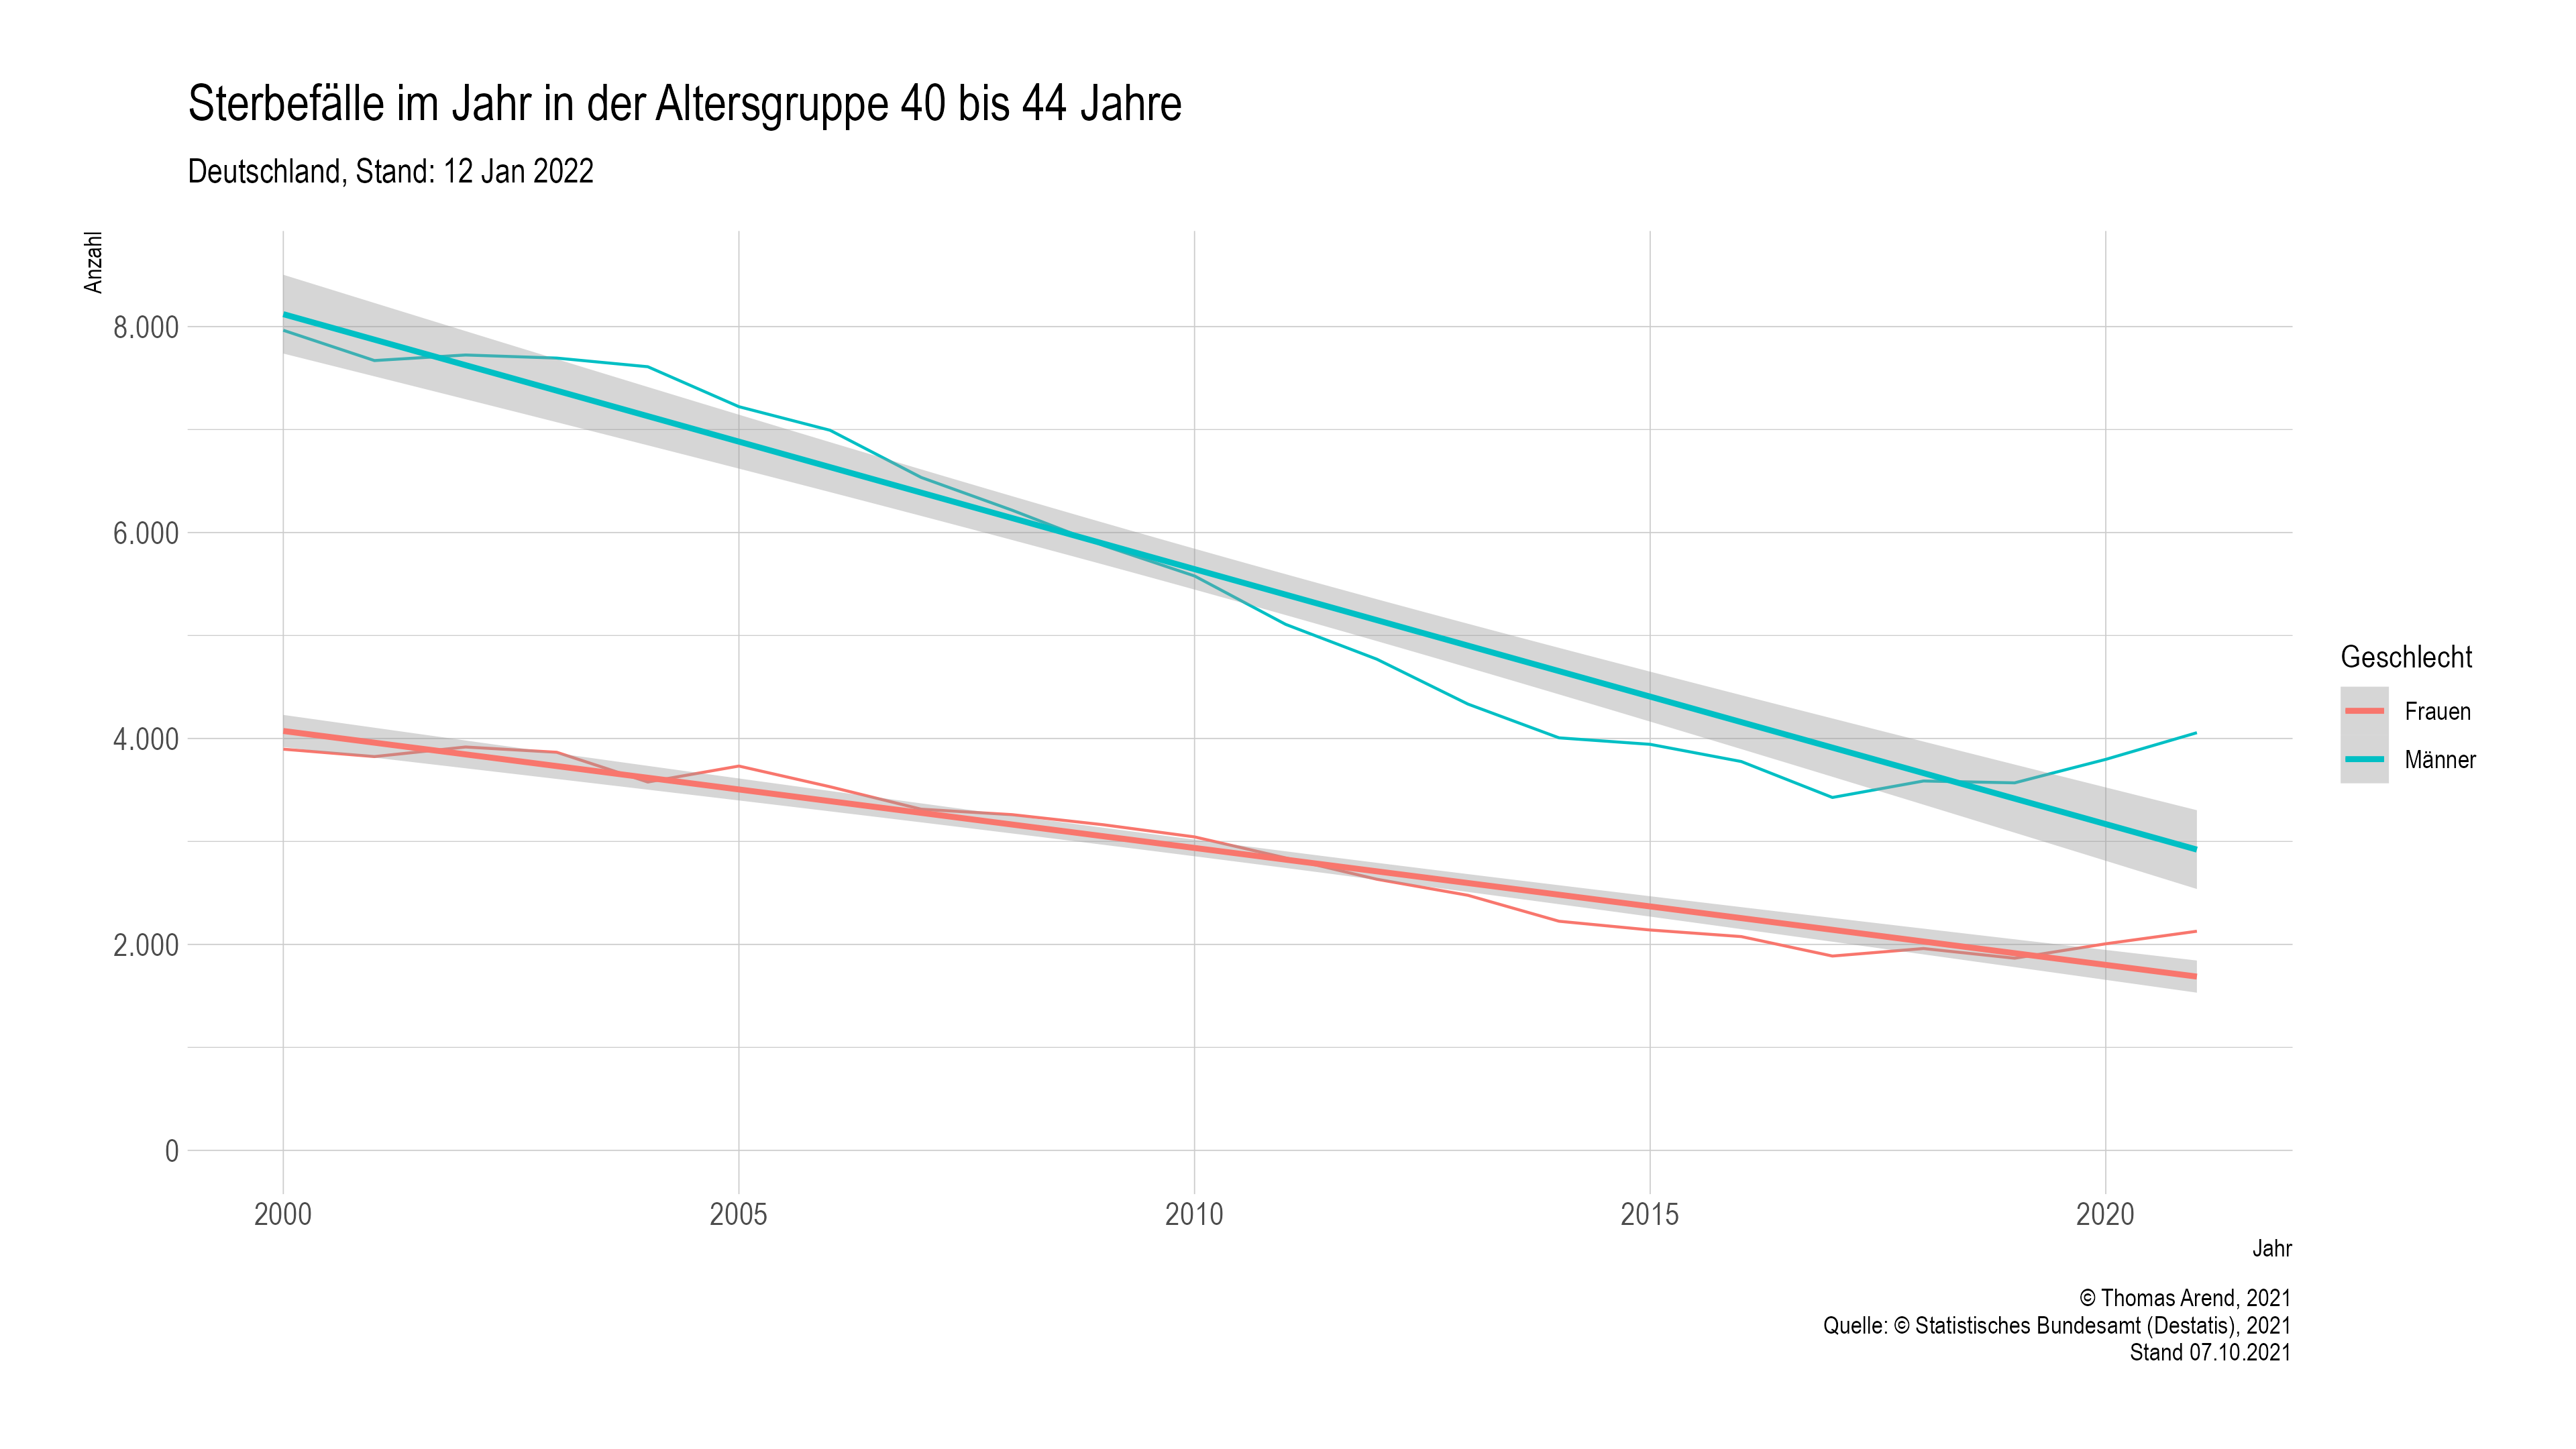 Sterbefälle im Jahr in der Altersgruppe 40 bis 44 Jahre
Deutschland, Stand: 12 Jan 2022
Anzahl
8.000
6.000
4.000
2.000
0
2000
2005
2010
2015
2020
Jahr
Geschlecht
Frauen
Männer
© Thomas Arend, 2021
Quelle: © Statistisches Bundesamt (Destatis), 2021
Stand 07.10.2021